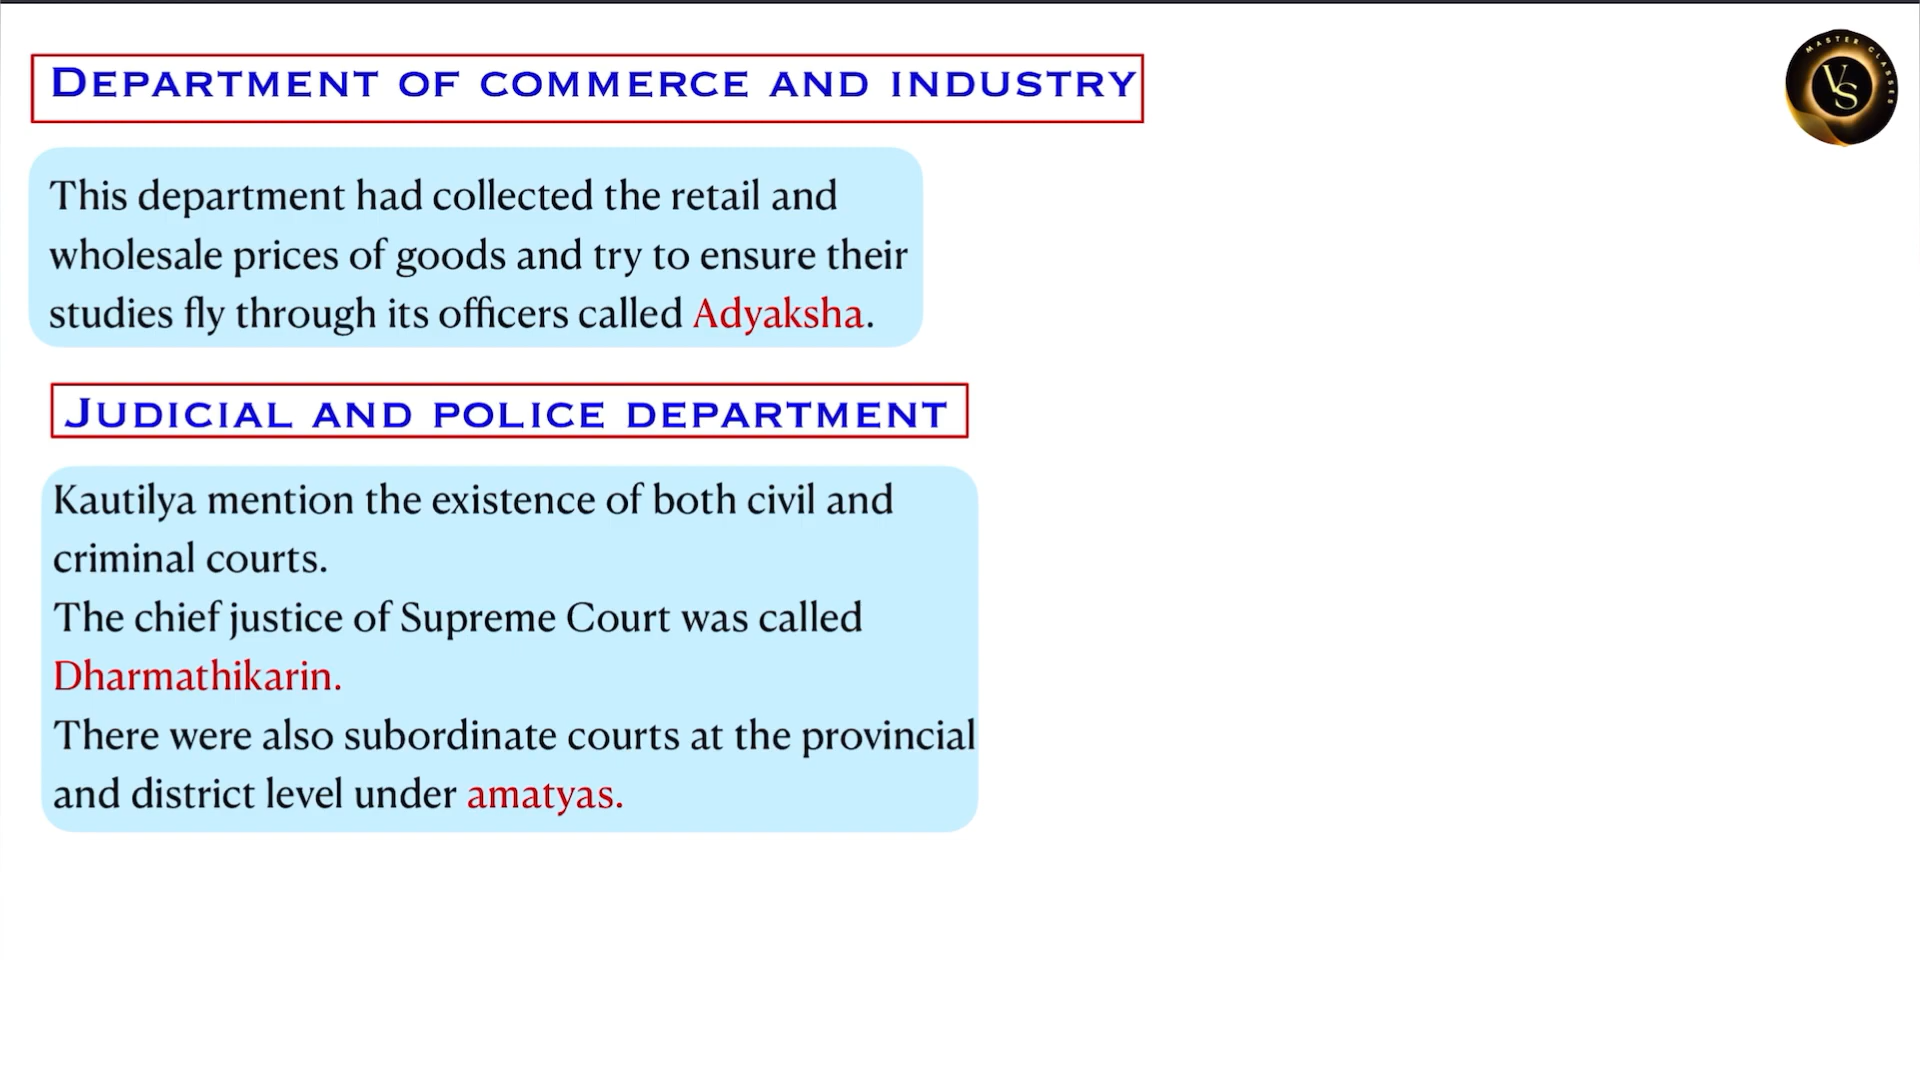 DEPARTMENT OF COMMERCE AND INDUSTRY
MASTER CLASSES
VS
This department had collected the retail and
wholesale prices of goods and try to ensure their
studies fly through its officers called Adyaksha.
JUDICIAL AND POLICE DEPARTMENT
Kautilya mention the existence of both civil and
criminal courts.
The chief justice of Supreme Court was called
Dharmathikarin.
There were also subordinate courts at the provincial
and district level under amatyas.